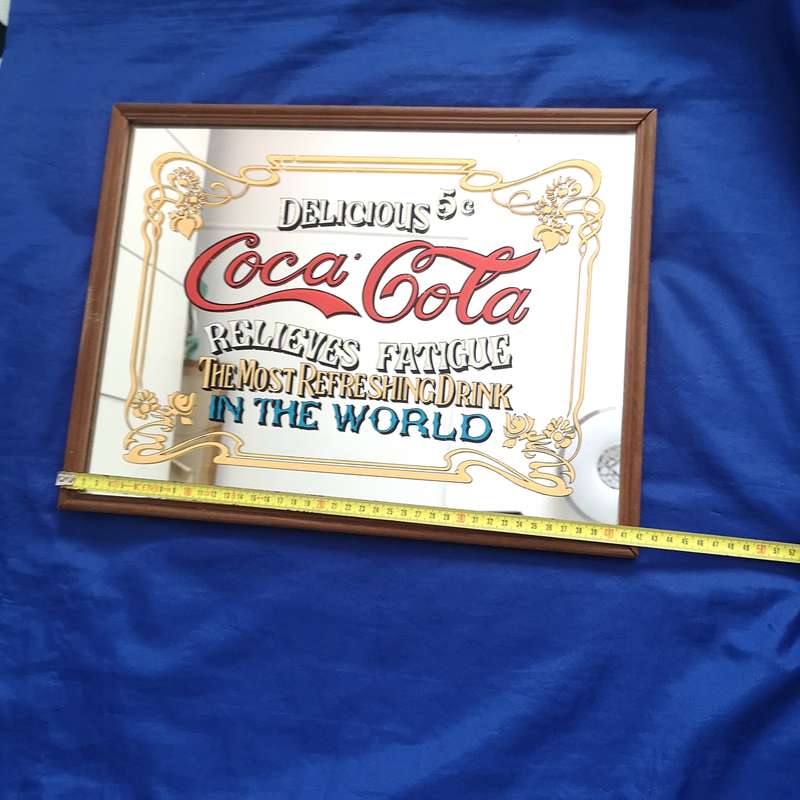 DELICIOUS 5¢
Coca-Cola
RELIEVES FATIGUE
THE MOST REFRESHING DRINK
IN THE WORLD